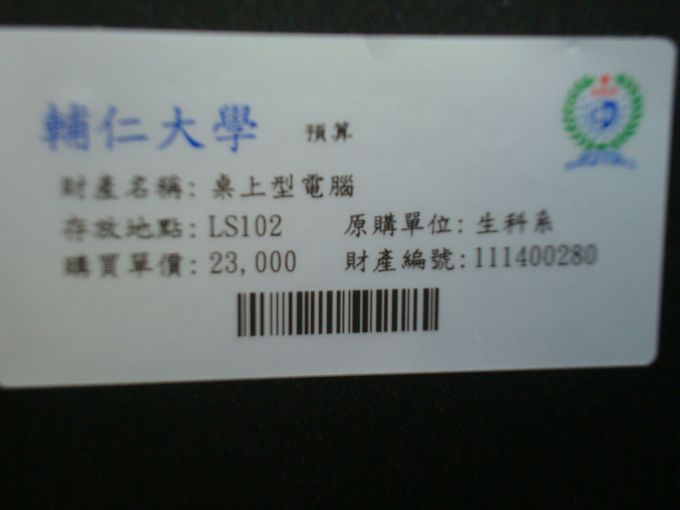 輔仁大學 預算
財產名稱: 桌上型電腦
存放地點: LS102 原購單位: 生科系
購買單價: 23,000 財產編號: 111400280